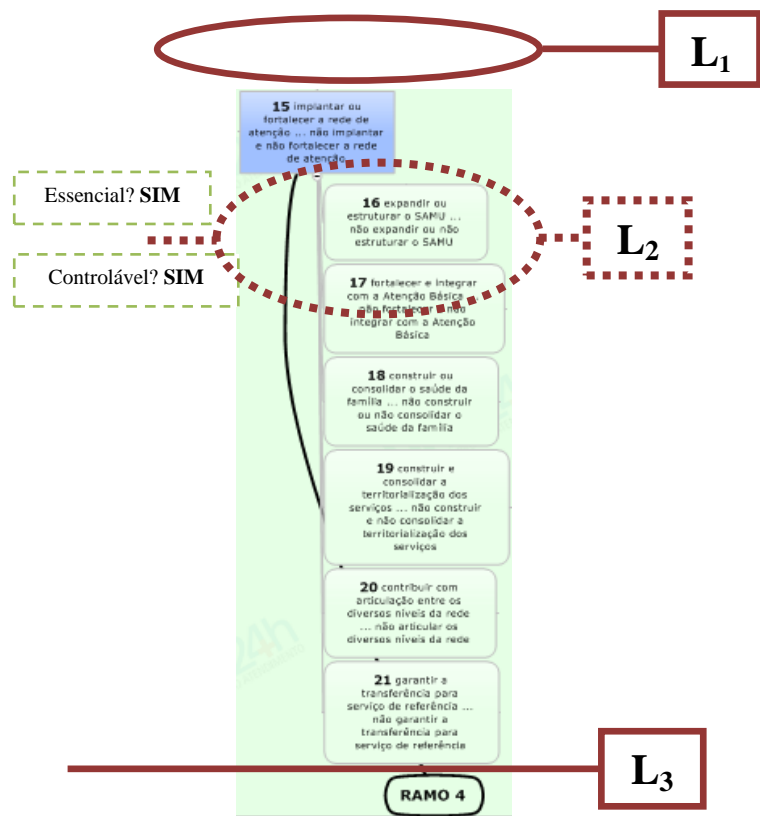 L1
15 implantar ou
fortalecer a rede de
atenção ... não implantar
e não fortalecer a rede
de atenção
Essencial? SIM
16 expandir ou
estruturar o SAMU ...
não expandir ou não
estruturar o SAMU
L2
Controlável? SIM
17 fortalecer e integrar
com a Atenção Básica
não fortalecer e não
integrar com a Atenção
Básica
18 construir ou
consolidar o saúde da
família ... não construir
ou não consolidar o
saúde da família
19 construir e
consolidar a
territorialização dos
serviços ... não construir
e não consolidar a
territorialização dos
serviços
20 contribuir com
articulação entre os
diversos níveis da rede
... não articular os
diversos níveis da rede
24h
21 garantir a
transferência para
serviço de referência ...
não garantir a
transferência para
serviço de referência
L3
RAMO 4